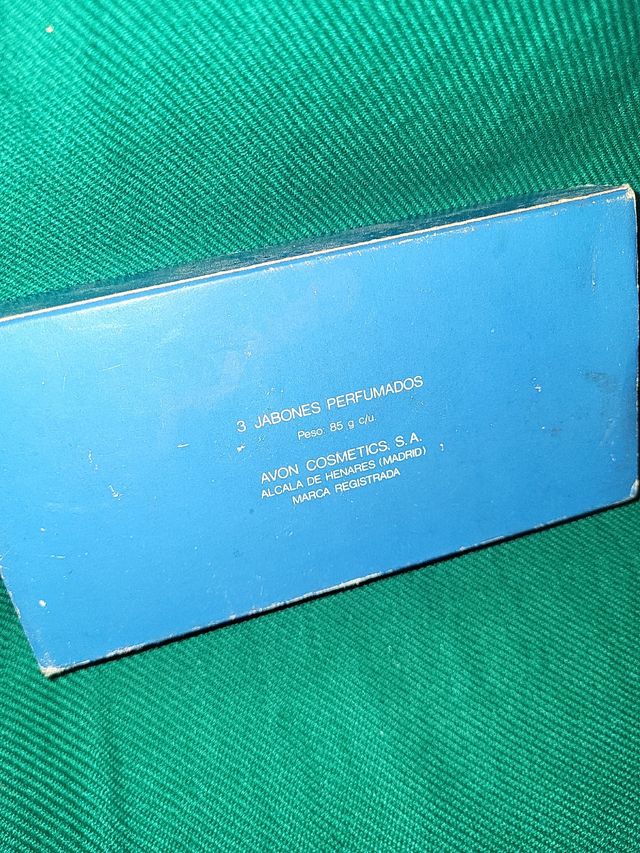 3 JABONES PERFUMADOS
Peso: 85 g c/u.
AVON COSMETICS, S.A.
ALCALA DE HENARES (MADRID)
MARCA REGISTRADA